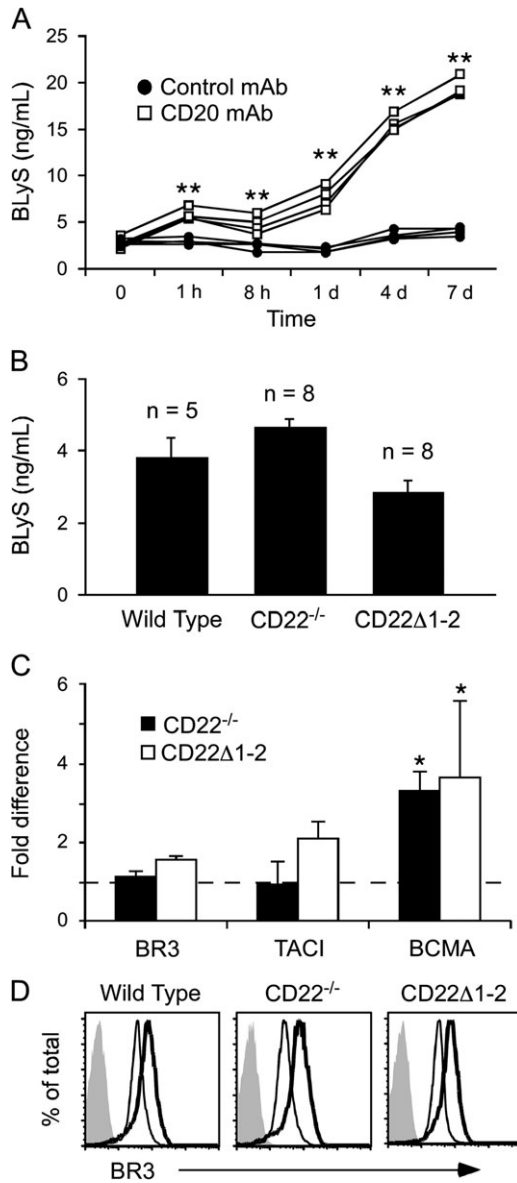 A
BLyS (ng/mL)
25
20
15
10
5
0
Control mAb
CD20 mAb
** ** ** ** **
0 1 h 8 h 1 d 4 d 7 d
Time
B
BLyS (ng/mL)
6
4
2
0
n = 5
n = 8
n = 8
Wild Type CD22-/- CD22Δ1-2
C
Fold difference
6
4
2
0
CD22-/-
CD22Δ1-2
* *
BR3 TACI BCMA
D
Wild Type CD22-/- CD22Δ1-2
% of total
BR3